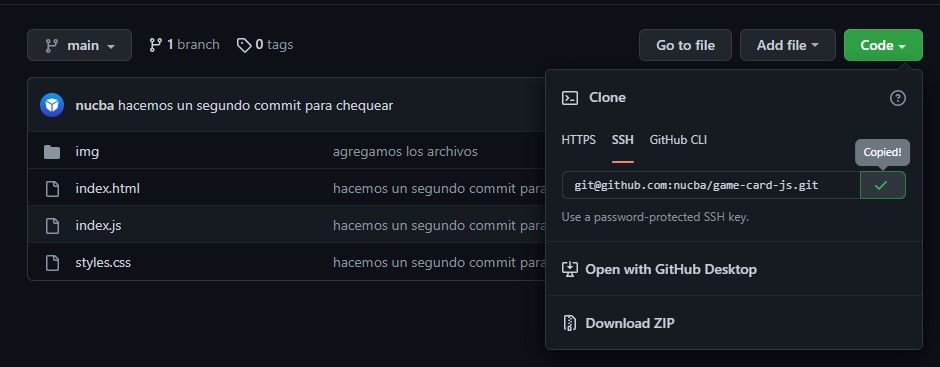 main
1 branch
0 tags
Go to file
Add file
Code
nucba hacemos un segundo commit para chequear
img agregamos los archivos
index.html hacemos un segundo commit para
index.js hacemos un segundo commit para
styles.css hacemos un segundo commit para
Clone
HTTPS SSH GitHub CLI
Copied!
git@github.com:nucba/game-card-js.git
Use a password-protected SSH key.
Open with GitHub Desktop
Download ZIP